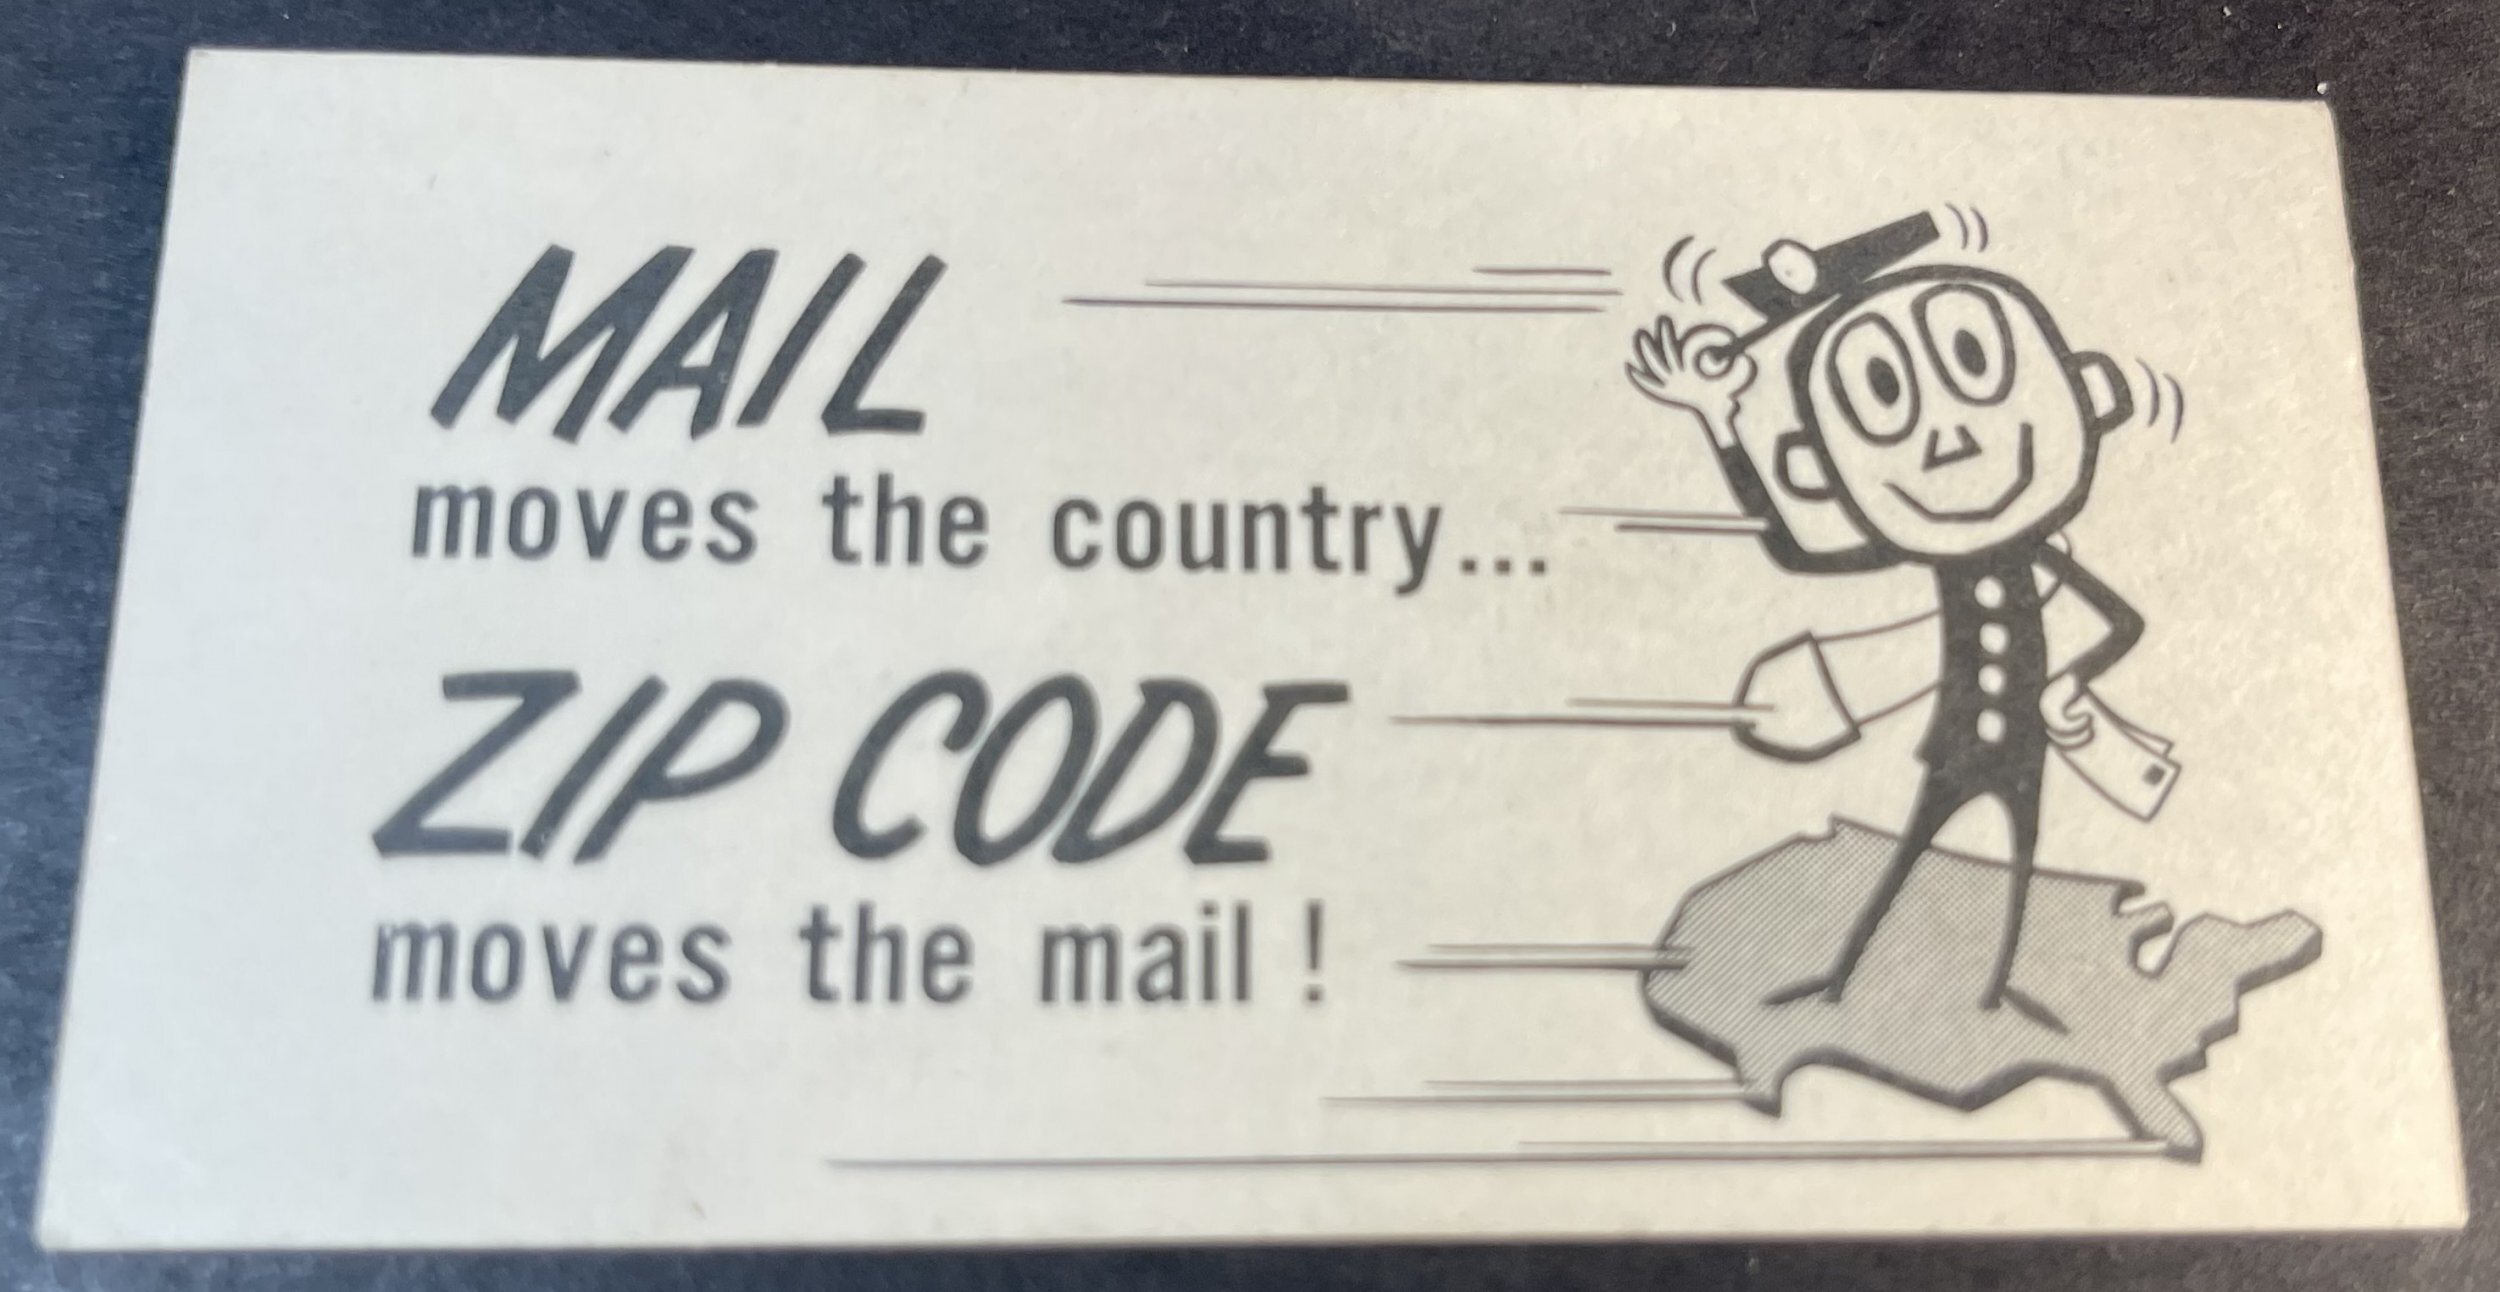 MAIL
moves the country...
ZIP CODE
moves the mail!